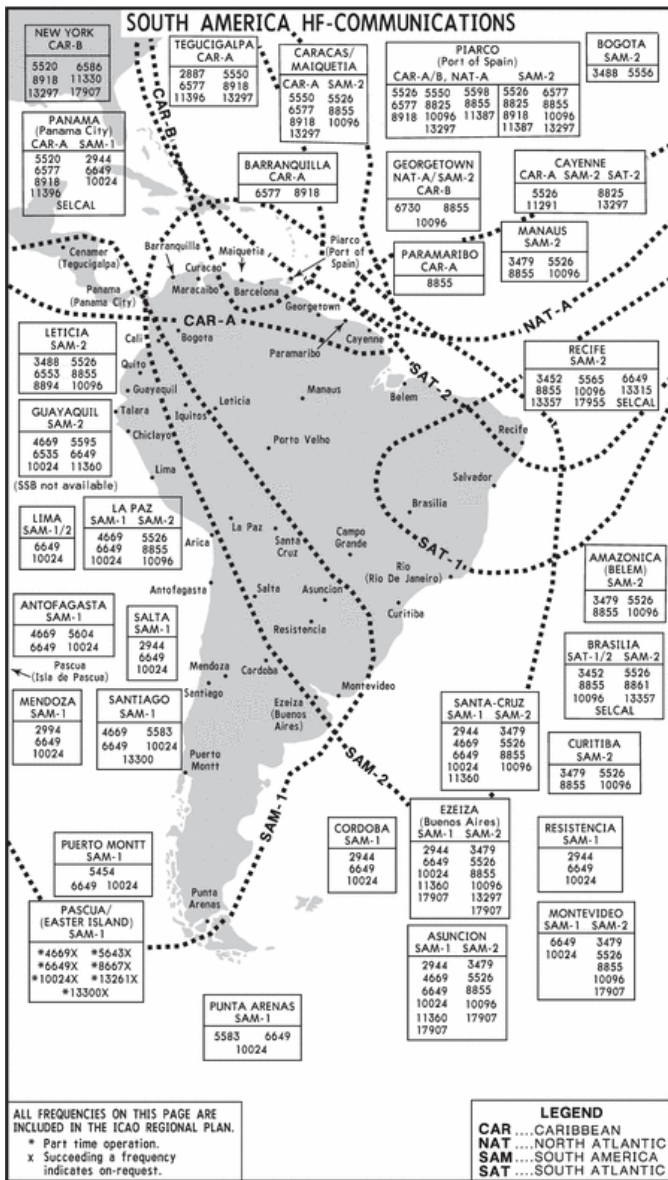 SOUTH AMERICA HF-COMMUNICATIONS
NEW YORK
CAR-B
5520 6586
8918 11330
13297 17907
TEGUCIGALPA
CAR-A
2887 5550
6577 8918
11396 13297
CARACAS/
MAIQUETIA
CAR-A SAM-2
5550 5526
6577 8855
8918 10096
13297
PIARCO
(Port of Spain)
CAR-A/B, NAT-A SAM-2
5526 5550 5598 5526 6577
6577 8825 8855 8825 8855
8918 10096 11387 8918 10096
13297 11387 13297
BOGOTA
SAM-2
3488 5556
PANAMA
(Panama City)
CAR-A SAM-1
5520 2944
6577 6649
8918 10024
11396
SELCAL
CAR-B
BARRANQUILLA
CAR-A
6577 8918
GEORGETOWN
NAT-A/SAM-2
CAR-B
6730 8855
10096
CAYENNE
CAR-A SAM-2 SAT-2
5526 8825
11291 13297
MANAUS
SAM-2
3479 5526
8855 10096
PARAMARIBO
CAR-A
8855
Cenamer
(Tegucigalpa)
Barranquilla
Maiquetia
Piarco
(Port of
Spain)
Curacao
Maracaibo
Barcelona
Panama
(Panama City)
Georgetown
NAT-A
CAR-A
Paramaribo
Cayenne
LETICIA
SAM-2
3488 5526
6553 8855
8894 10096
Cali
Bogota
Quito
Guayaquil
SAT-2
RECIFE
SAM-2
3452 5565 6649
8855 10096 13315
13357 17955 SELCAL
Belem
Manaus
Leticia
Iquitos
Talara
GUAYAQUIL
SAM-2
4669 5595
6535 6649
10024 11360
(SSB not available)
Chiclayo
Recife
Porto Velho
Lima
Salvador
Brasilia
LIMA
SAM-1/2
6649
10024
LA PAZ
SAM-1 SAM-2
4669 5526
6649 8855
10024 10096
La Paz
Arica
Santa
Cruz
Campo
Grande
SAT-1
Rio
(Rio De Janeiro)
AMAZONICA
(BELEM)
SAM-2
3479 5526
8855 10096
Antofagasta
Salta
Asuncion
Curitiba
Resistencia
ANTOFAGASTA
SAM-1
4669 5604
6649 10024
SALTA
SAM-1
2944
6649
10024
BRASILIA
SAT-1/2 SAM-2
3452 5526
8855 8861
10096 13357
SELCAL
Pascua
(Isla de Pascua)
Mendoza
Cordoba
Santiago
Montevideo
Ezeiza
(Buenos
Aires)
MENDOZA
SAM-1
2994
6649
10024
SANTIAGO
SAM-1
4669 5583
6649 10024
13300
SANTA-CRUZ
SAM-1 SAM-2
2944 3479
4669 5526
6649 8855
10024 10096
11360
CURITIBA
SAM-2
3479 5526
8855 10096
Puerto
Montt
SAM-1
SAM-2
PUERTO MONTT
SAM-1
5454
6649 10024
CORDOBA
SAM-1
2944
6649
10024
EZEIZA
(Buenos Aires)
SAM-1 SAM-2
2944 3479
6649 5526
10024 8855
11360 10096
17907 13297
17907
RESISTENCIA
SAM-1
2944
6649
10024
Punta
Arenas
PASCUA/
(EASTER ISLAND)
SAM-1
*4669X *5643X
*6649X *8667X
*10024X *13261X
*13300X
MONTEVIDEO
SAM-1 SAM-2
6649 3479
10024 5526
8855
10096
17907
ASUNCION
SAM-1 SAM-2
2944 3479
4669 5526
6649 8855
10024 10096
11360 17907
17907
PUNTA ARENAS
SAM-1
5583 6649
10024
ALL FREQUENCIES ON THIS PAGE ARE
INCLUDED IN THE ICAO REGIONAL PLAN.
* Part time operation.
x Succeeding a frequency
indicates on-request.
LEGEND
CAR ....CARIBBEAN
NAT ....NORTH ATLANTIC
SAM ....SOUTH AMERICA
SAT ....SOUTH ATLANTIC